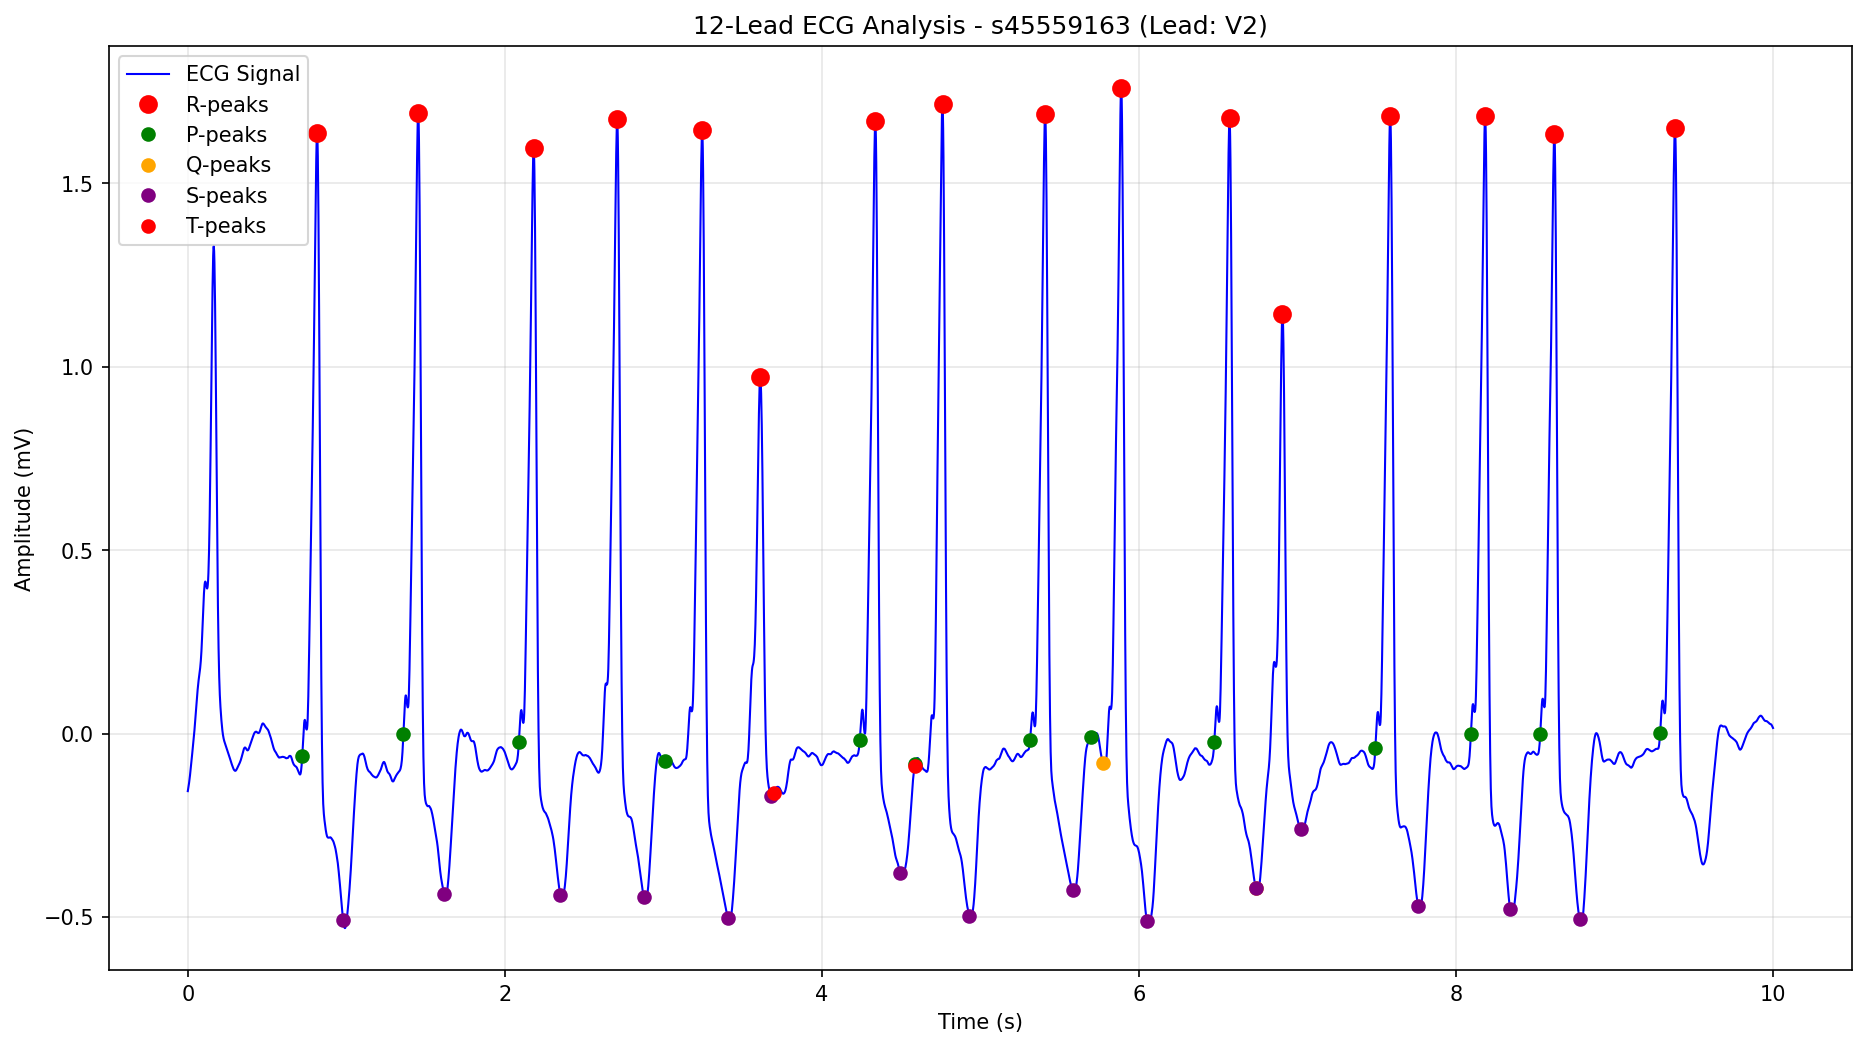 12-Lead ECG Analysis - s45559163 (Lead: V2)
ECG Signal
R-peaks
P-peaks
Q-peaks
S-peaks
T-peaks
Amplitude (mV)
1.5
1.0
0.5
0.0
−0.5
0 2 4 6 8 10
Time (s)